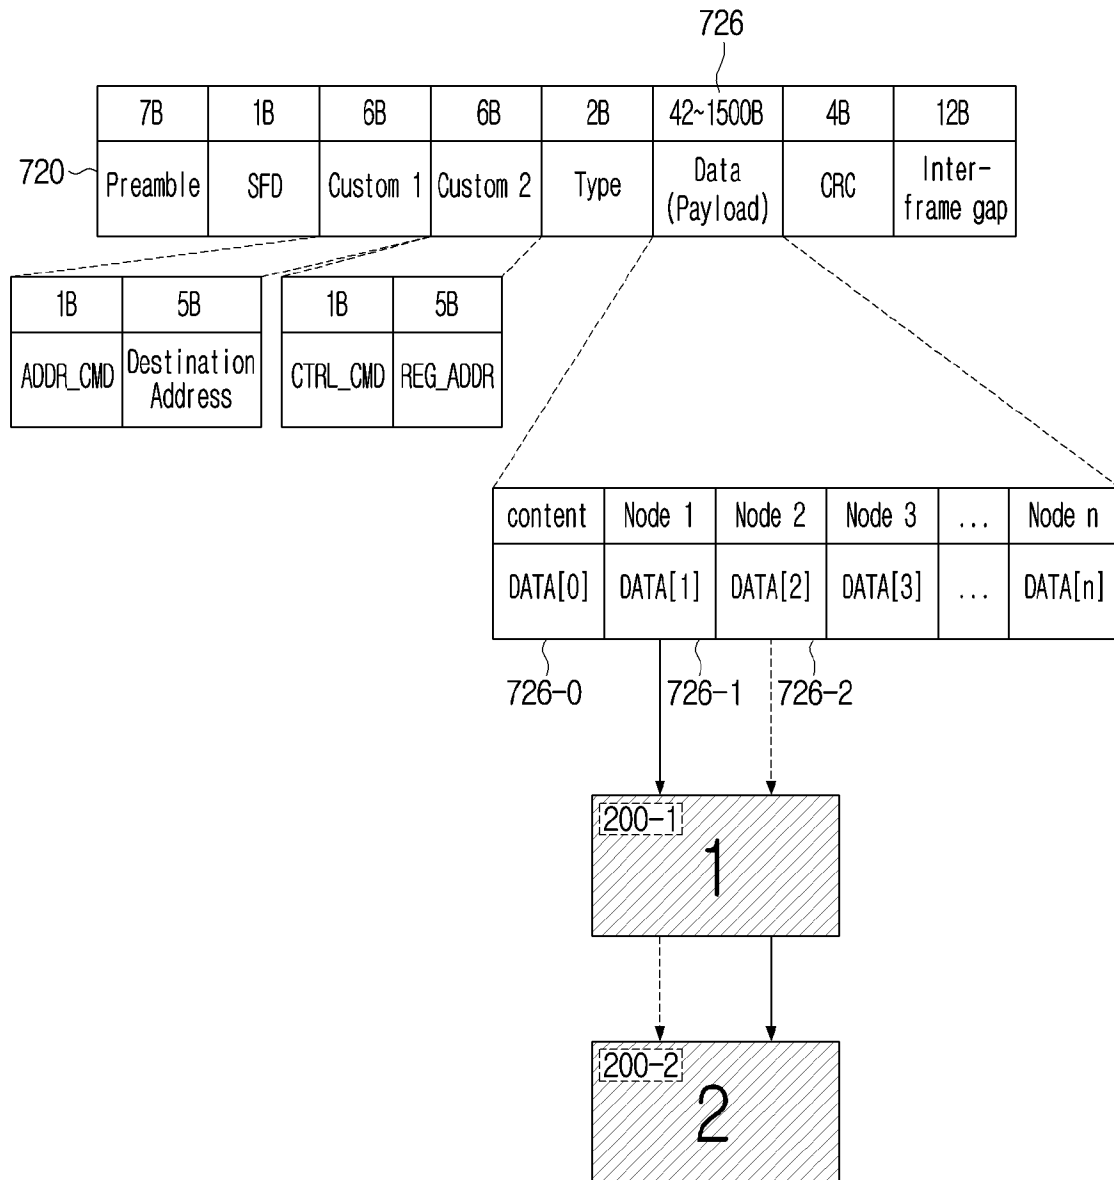 726
7B 1B 6B 6B 2B 42~1500B 4B 12B
720
Preamble SFD Custom 1 Custom 2 Type Data (Payload) CRC Inter-frame gap
1B 5B 1B 5B
ADDR_CMD Destination Address CTRL_CMD REG_ADDR
content Node 1 Node 2 Node 3 ... Node n
DATA[0] DATA[1] DATA[2] DATA[3] ... DATA[n]
726-0 726-1 726-2
200-1
1
200-2
2